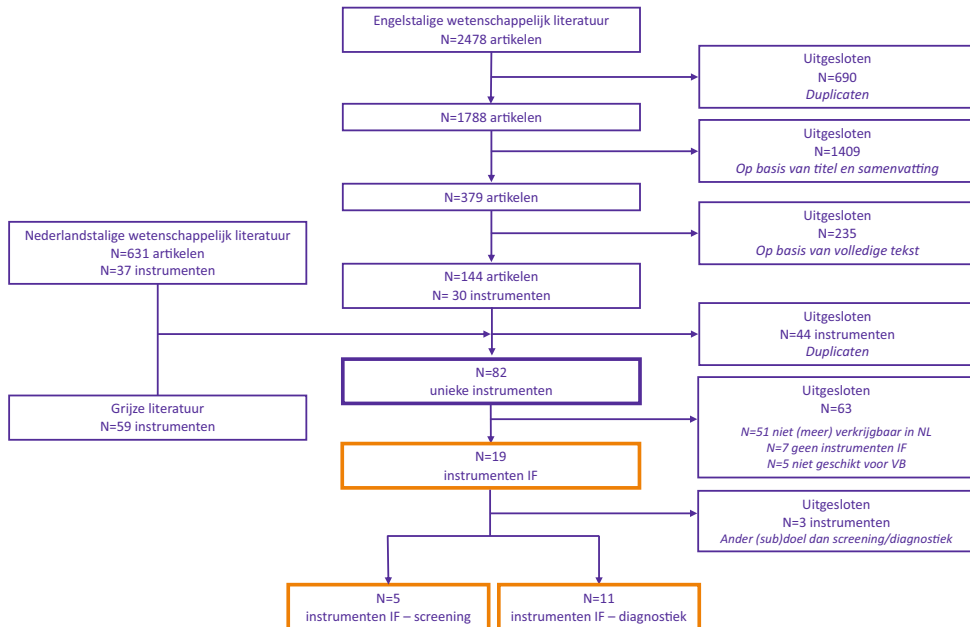 Engelstalige wetenschappelijk literatuur
N=2478 artikelen
Uitgesloten
N=690
Duplicaten
N=1788 artikelen
Uitgesloten
N=1409
Op basis van titel en samenvatting
N=379 artikelen
Uitgesloten
N=235
Op basis van volledige tekst
Nederlandstalige wetenschappelijk literatuur
N=631 artikelen
N=37 instrumenten
N=144 artikelen
N= 30 instrumenten
Uitgesloten
N=44 instrumenten
Duplicaten
N=82
unieke instrumenten
Grijze literatuur
N=59 instrumenten
Uitgesloten
N=63
N=51 niet (meer) verkrijgbaar in NL
N=7 geen instrumenten IF
N=5 niet geschikt voor VB
N=19
instrumenten IF
Uitgesloten
N=3 instrumenten
Ander (sub)doel dan screening/diagnostiek
N=5
instrumenten IF – screening
N=11
instrumenten IF – diagnostiek